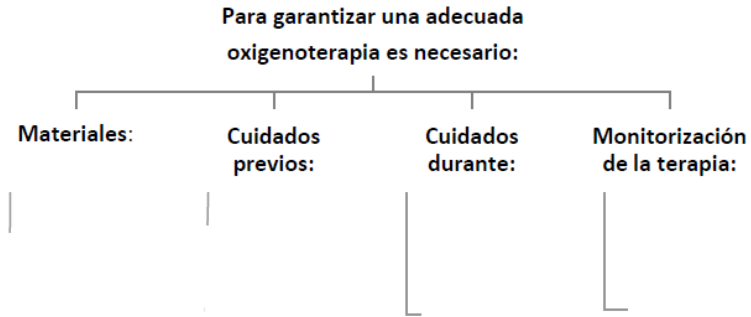 Para garantizar una adecuada
oxigenoterapia es necesario:
Materiales:
Cuidados
previos:
Cuidados
durante:
Monitorización
de la terapia: